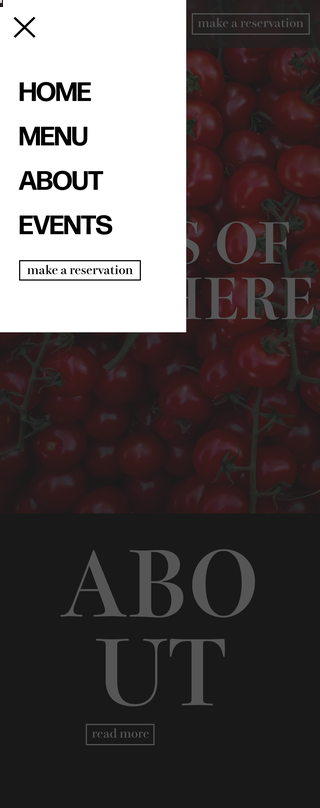 make a reservation
HOME
MENU
ABOUT
EVENTS
make a reservation
S OF
HERE
ABO
UT
read more